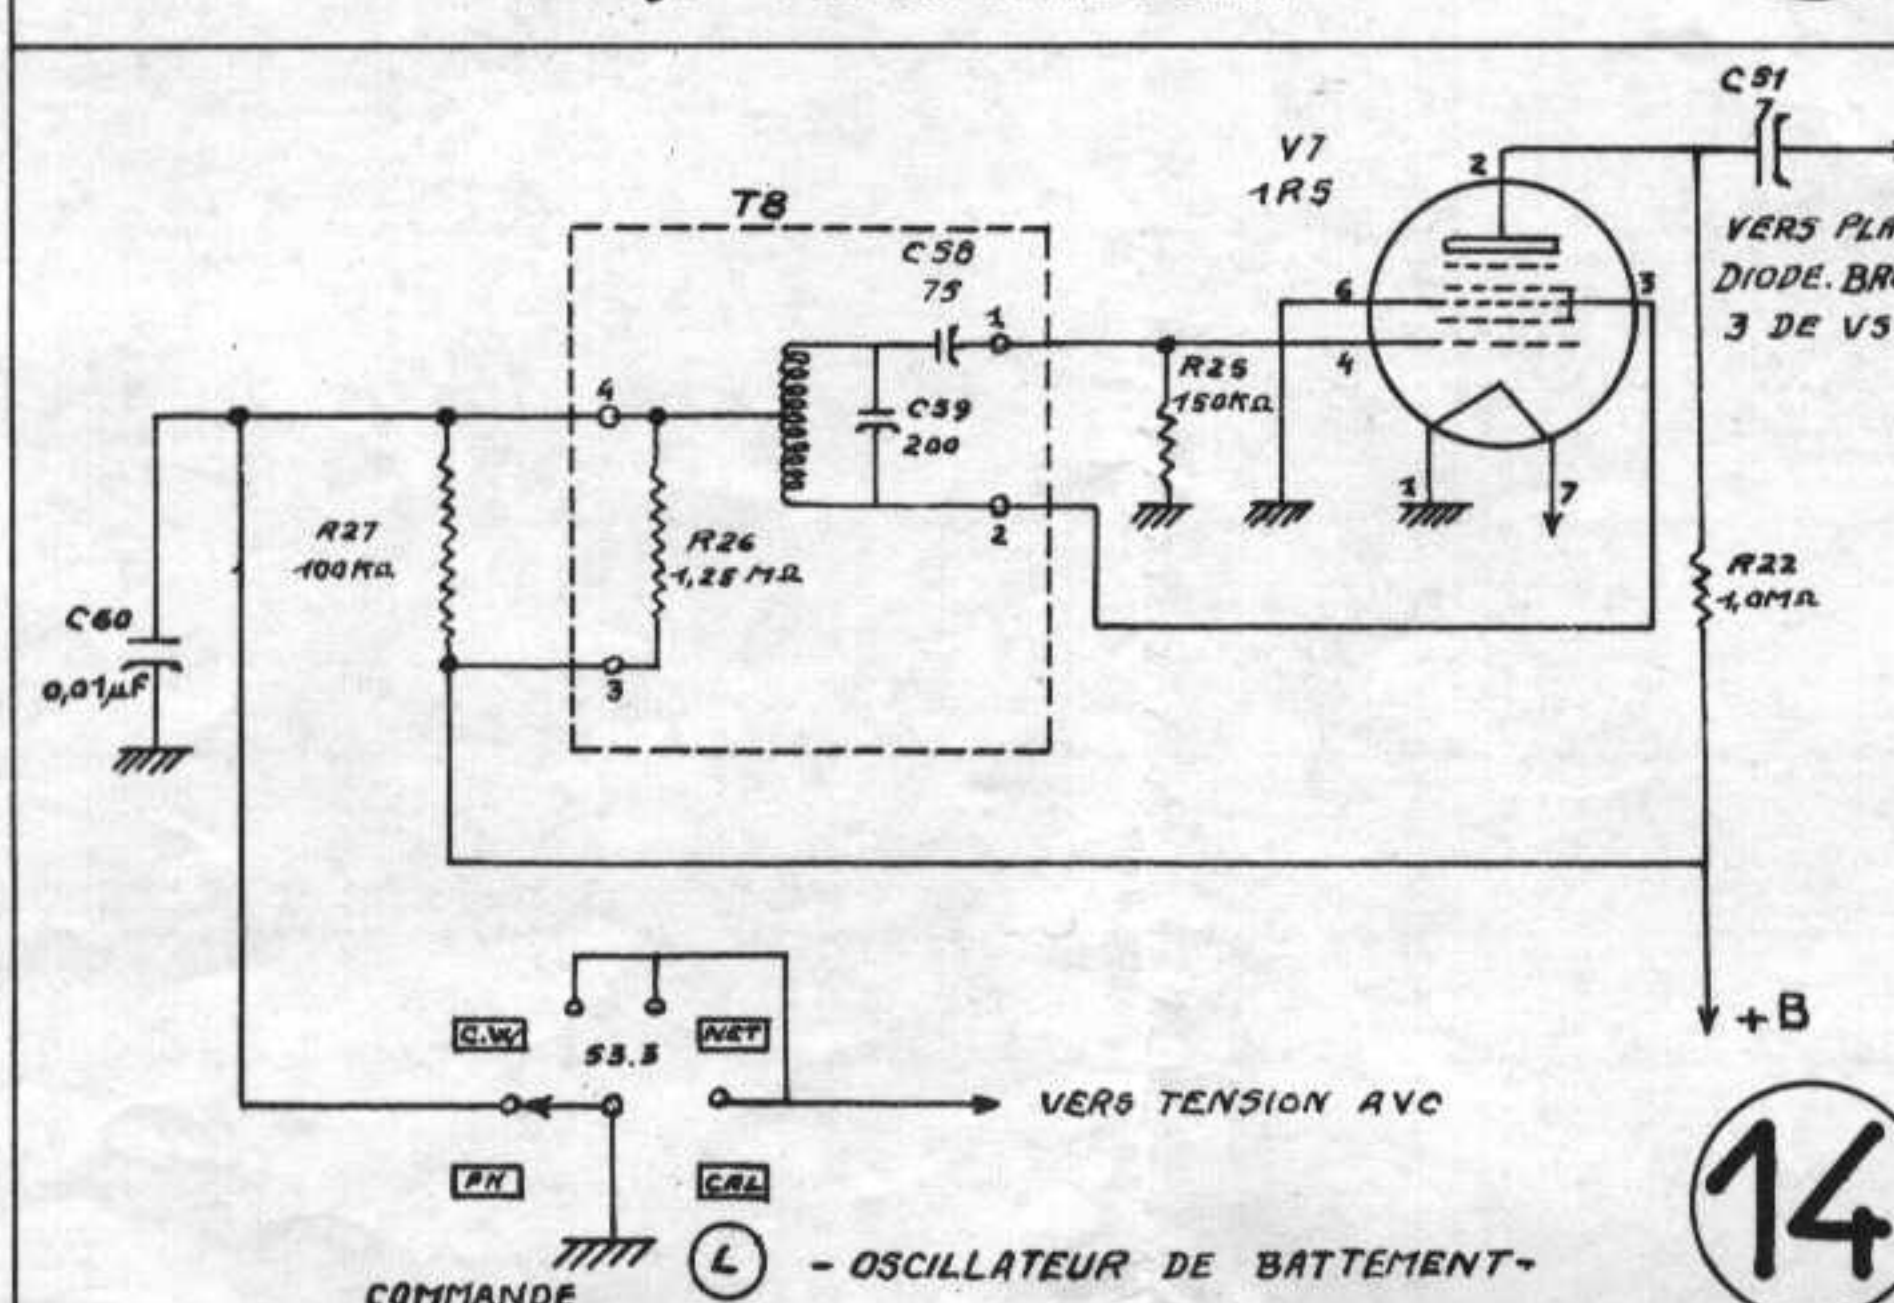 C51
7
V7
1R5
2
T8
C58
75
VERS
DIODE.
3 DE V5
6
3
1
4
4
R25
150KΩ
C59
200
R27
100KΩ
R26
1,25MΩ
2
1
7
R22
1,0MΩ
C60
0,01µF
3
+B
C.W
NET
S3.3
VERS TENSION AVC
PH
CAL
14
L - OSCILLATEUR DE BATTEMENT-
COMMANDE